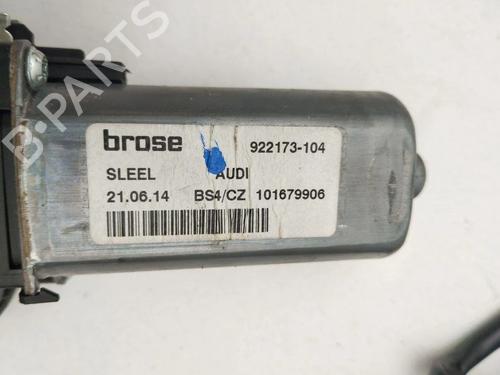 B-PARTS
brose 922173-104
SLEEL AUDI
21.06.14 BS4/CZ 101679906